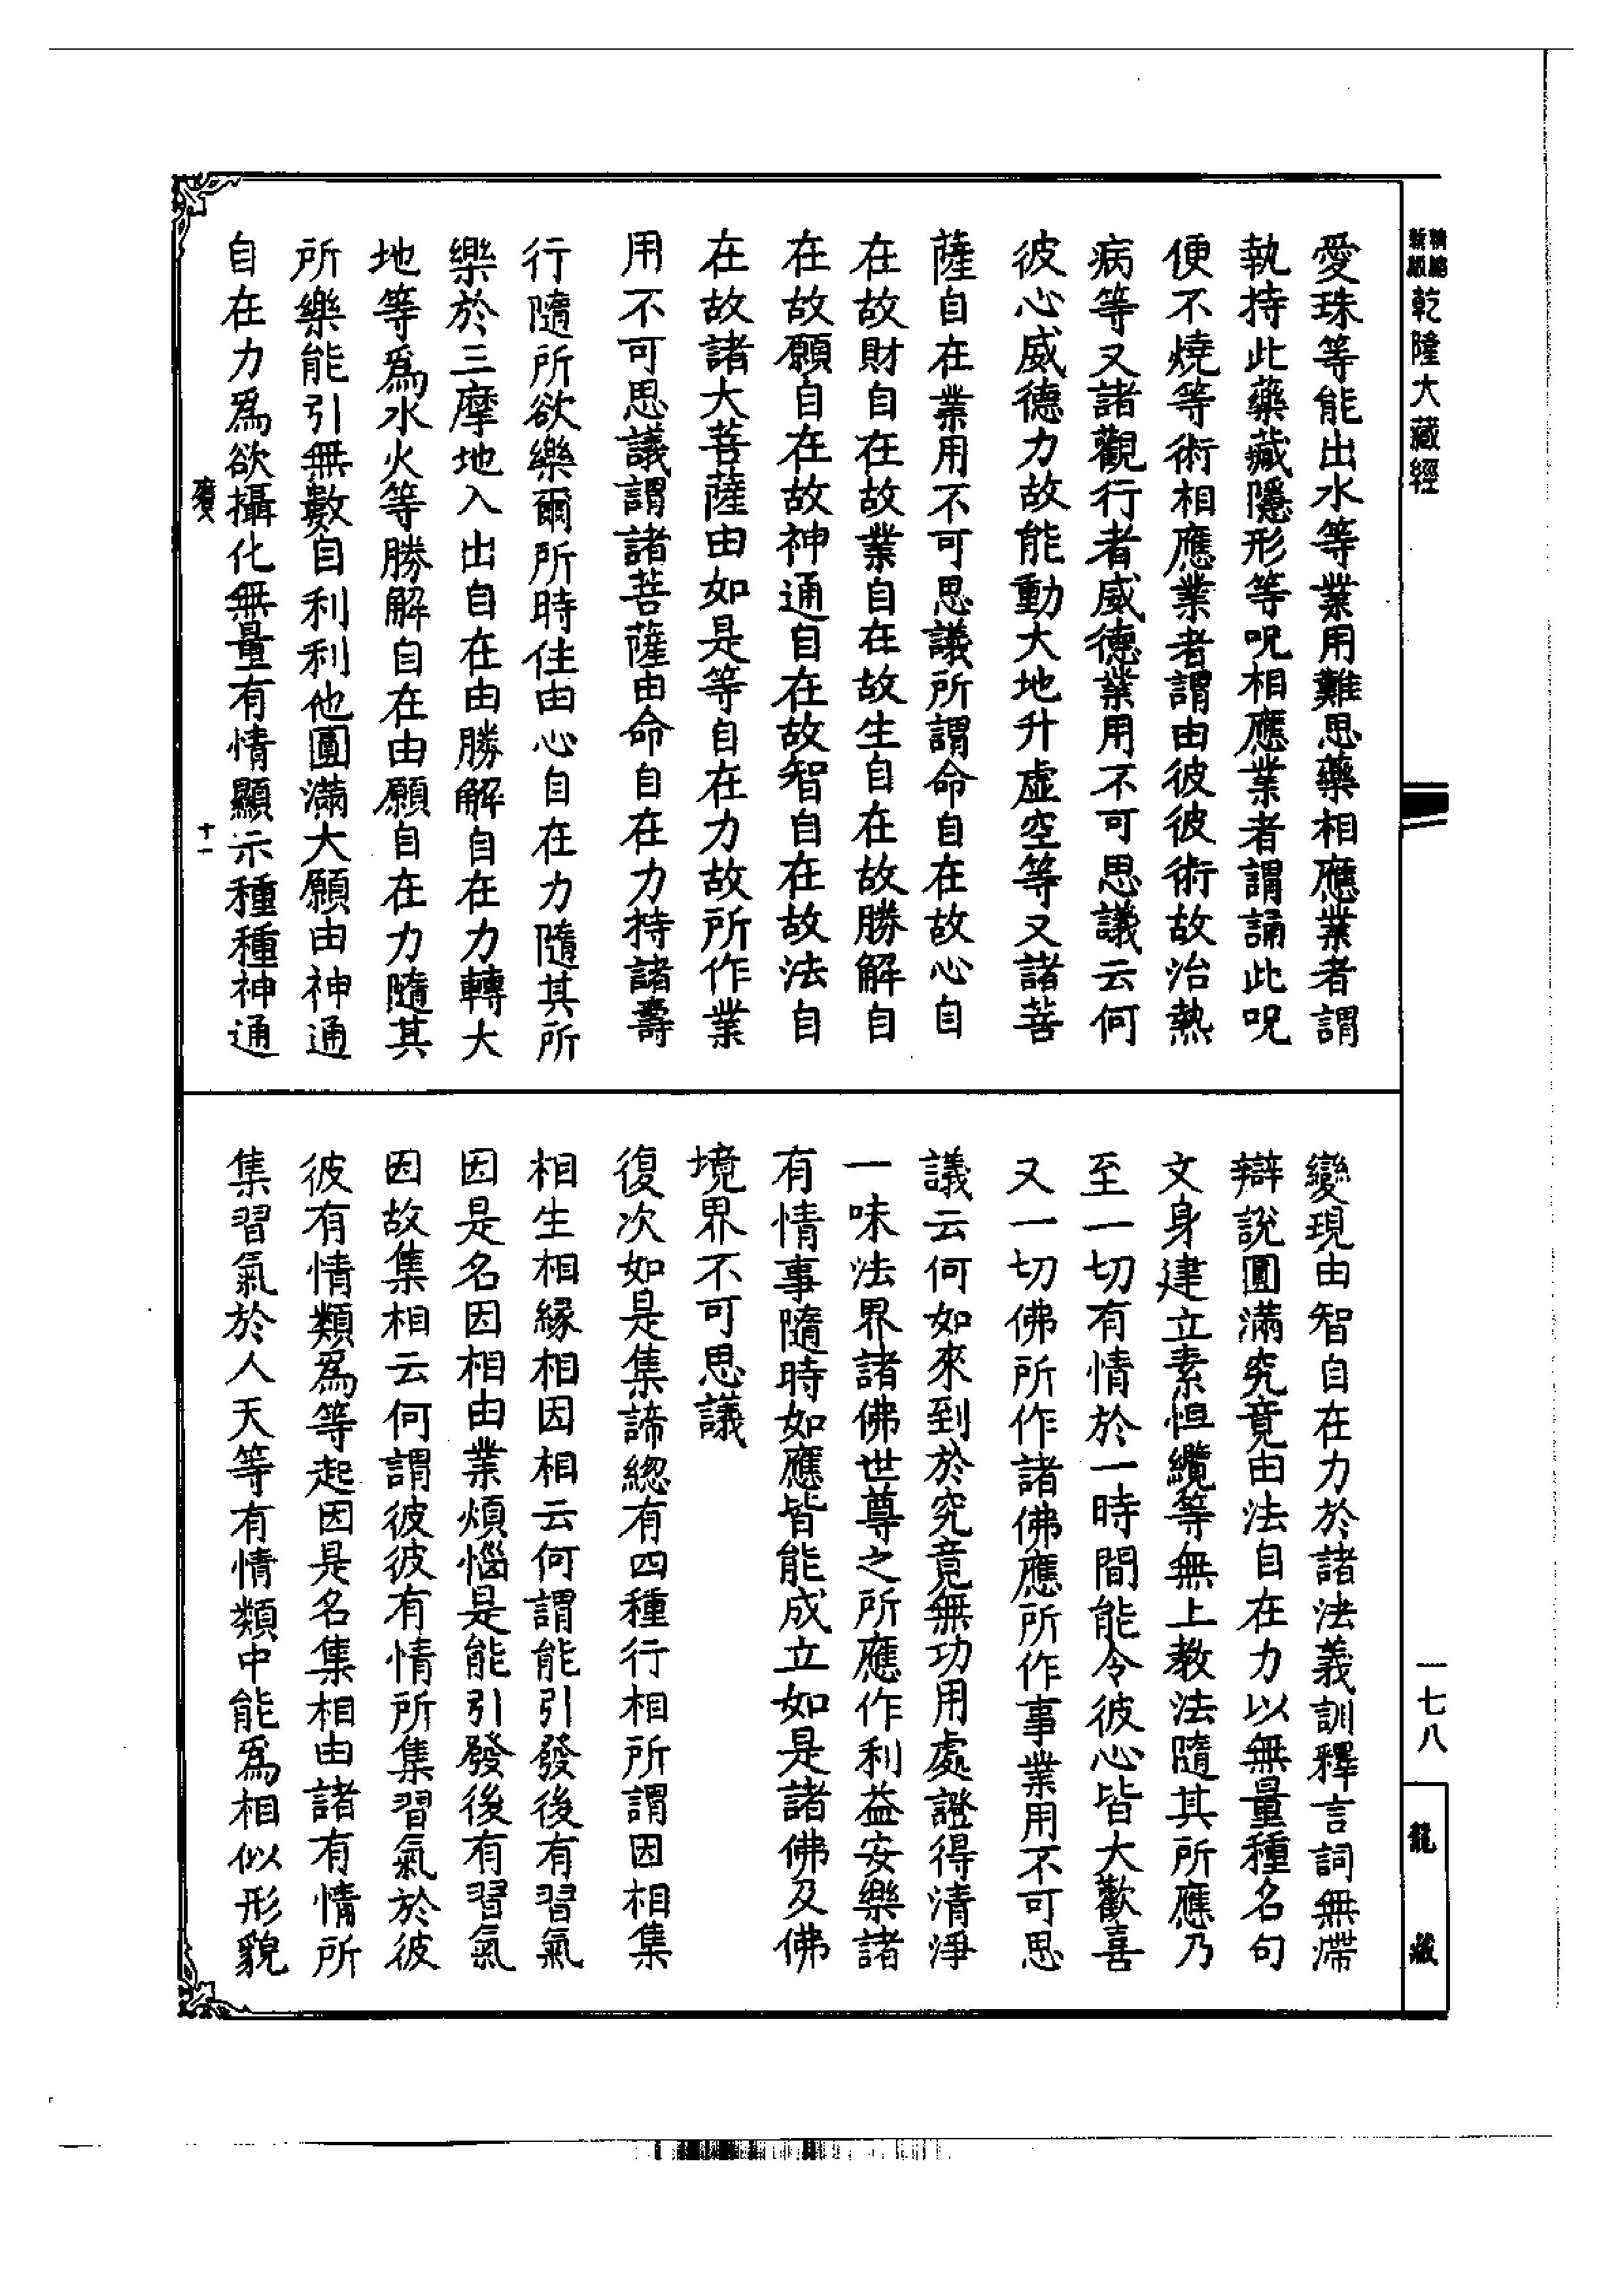 新編
新版
乾隆大藏經
愛珠等能出水等業用難思藥相應業者謂
執持此藥藏隱形等呪相應業者謂誦此呪
便不燒等術相應業者謂由彼彼術故治熱
病等又諸觀行者威德業用不可思議云何
彼心威德力故能動大地升虛空等又諸菩
薩自在業用不可思議所謂命自在故心自
在故財自在故業自在故生自在故勝解自
在故願自在故神通自在故智自在故法自
在故諸大菩薩由如是等自在力故所作業
用不可思議謂諸菩薩由命自在力持諸壽
行隨所欲樂爾所時住由心自在力隨其所
樂於三摩地入出自在由勝解自在力轉大
地等爲水火等勝解自在由願自在力隨其
所樂能引無數自利利他圓滿大願由神通
自在力爲欲攝化無量有情顯示種種神通
十一
變現由智自在力於諸法義訓釋言詞無滯
辯說圓滿究竟由法自在力以無量種名句
文身建立素怛纜等無上教法隨其所應乃
至一切有情於一時間能令彼心皆大歡喜
又一切佛所作諸佛應所作事業用不可思
議云何如來到於究竟無功用處證得清淨
一味法界諸佛世尊之所應作利益安樂諸
有情事隨時如應皆能成立如是諸佛及佛
境界不可思議
復次如是集諦總有四種行相所謂因相集
相生相緣相因相云何謂能引發後有習氣
因是名因相由業煩惱是能引發後有習氣
因故集相云何謂彼彼有情所集習氣於彼
彼有情類爲等起因是名集相由諸有情所
集習氣於人天等有情類中能爲相似形貌
一七八
龍藏